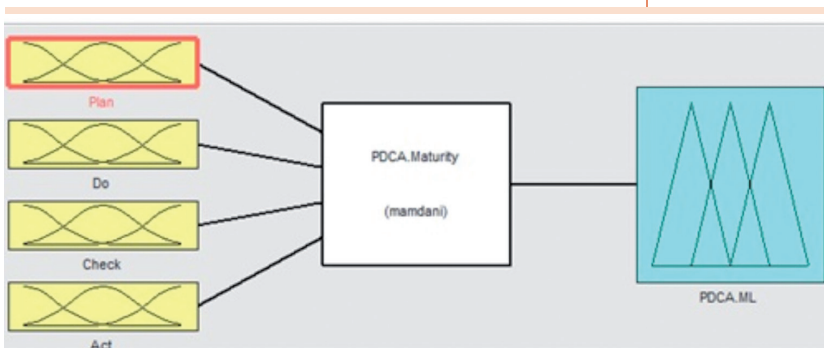 Plan
Do
Check
Act
PDCA.Maturity
(mamdani)
PDCA.ML